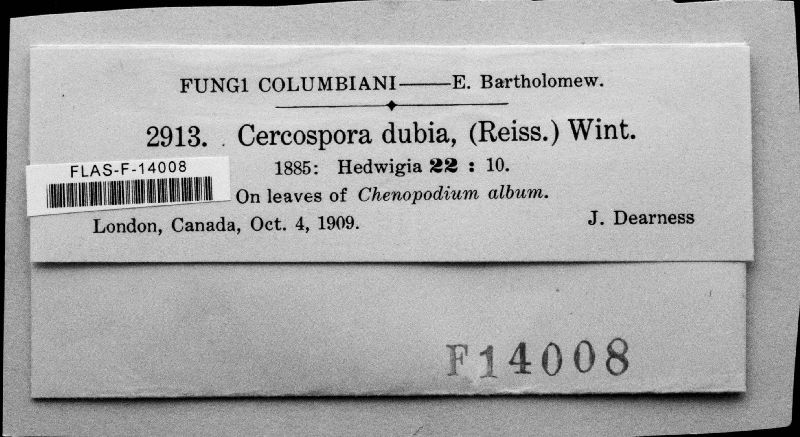 FUNGI COLUMBIANI——E. Bartholomew.
2913. Cercospora dubia, (Reiss.) Wint.
1885: Hedwigia 22 : 10.
FLAS-F-14008
On leaves of Chenopodium album.
London, Canada, Oct. 4, 1909. J. Dearness
F14008